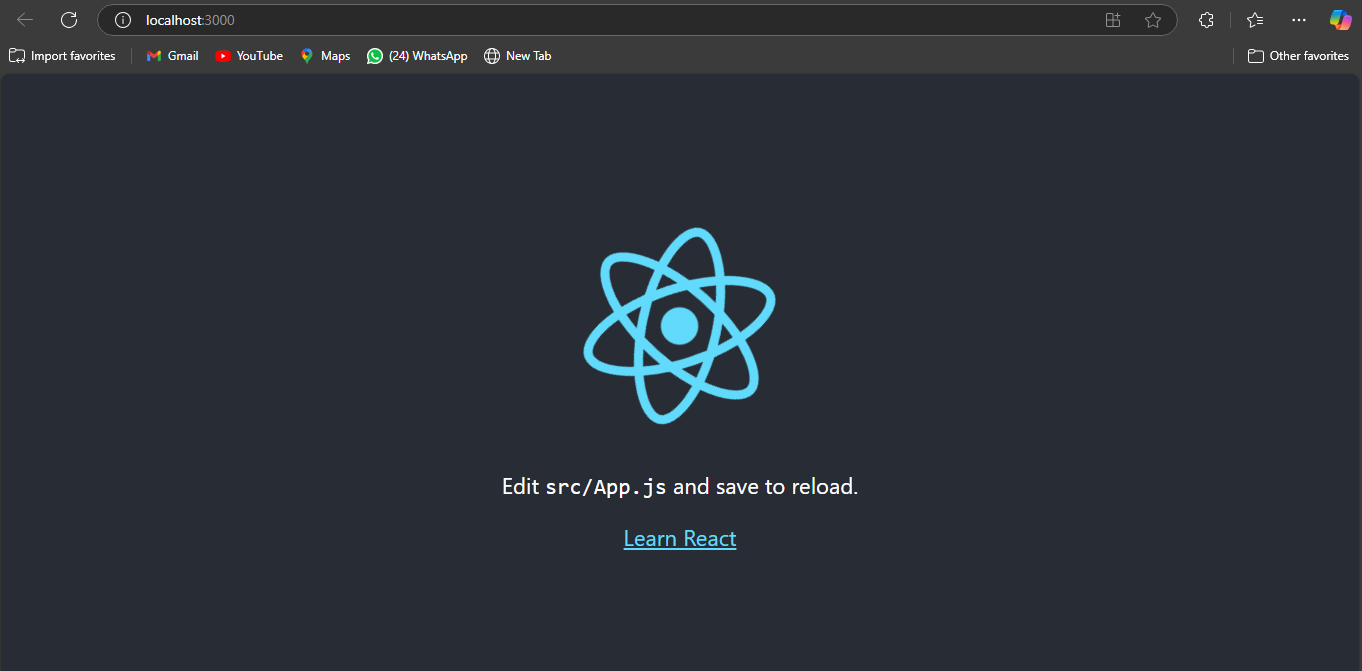 localhost:3000
Import favorites Gmail YouTube Maps (24) WhatsApp New Tab Other favorites
Edit src/App.js and save to reload.
Learn React